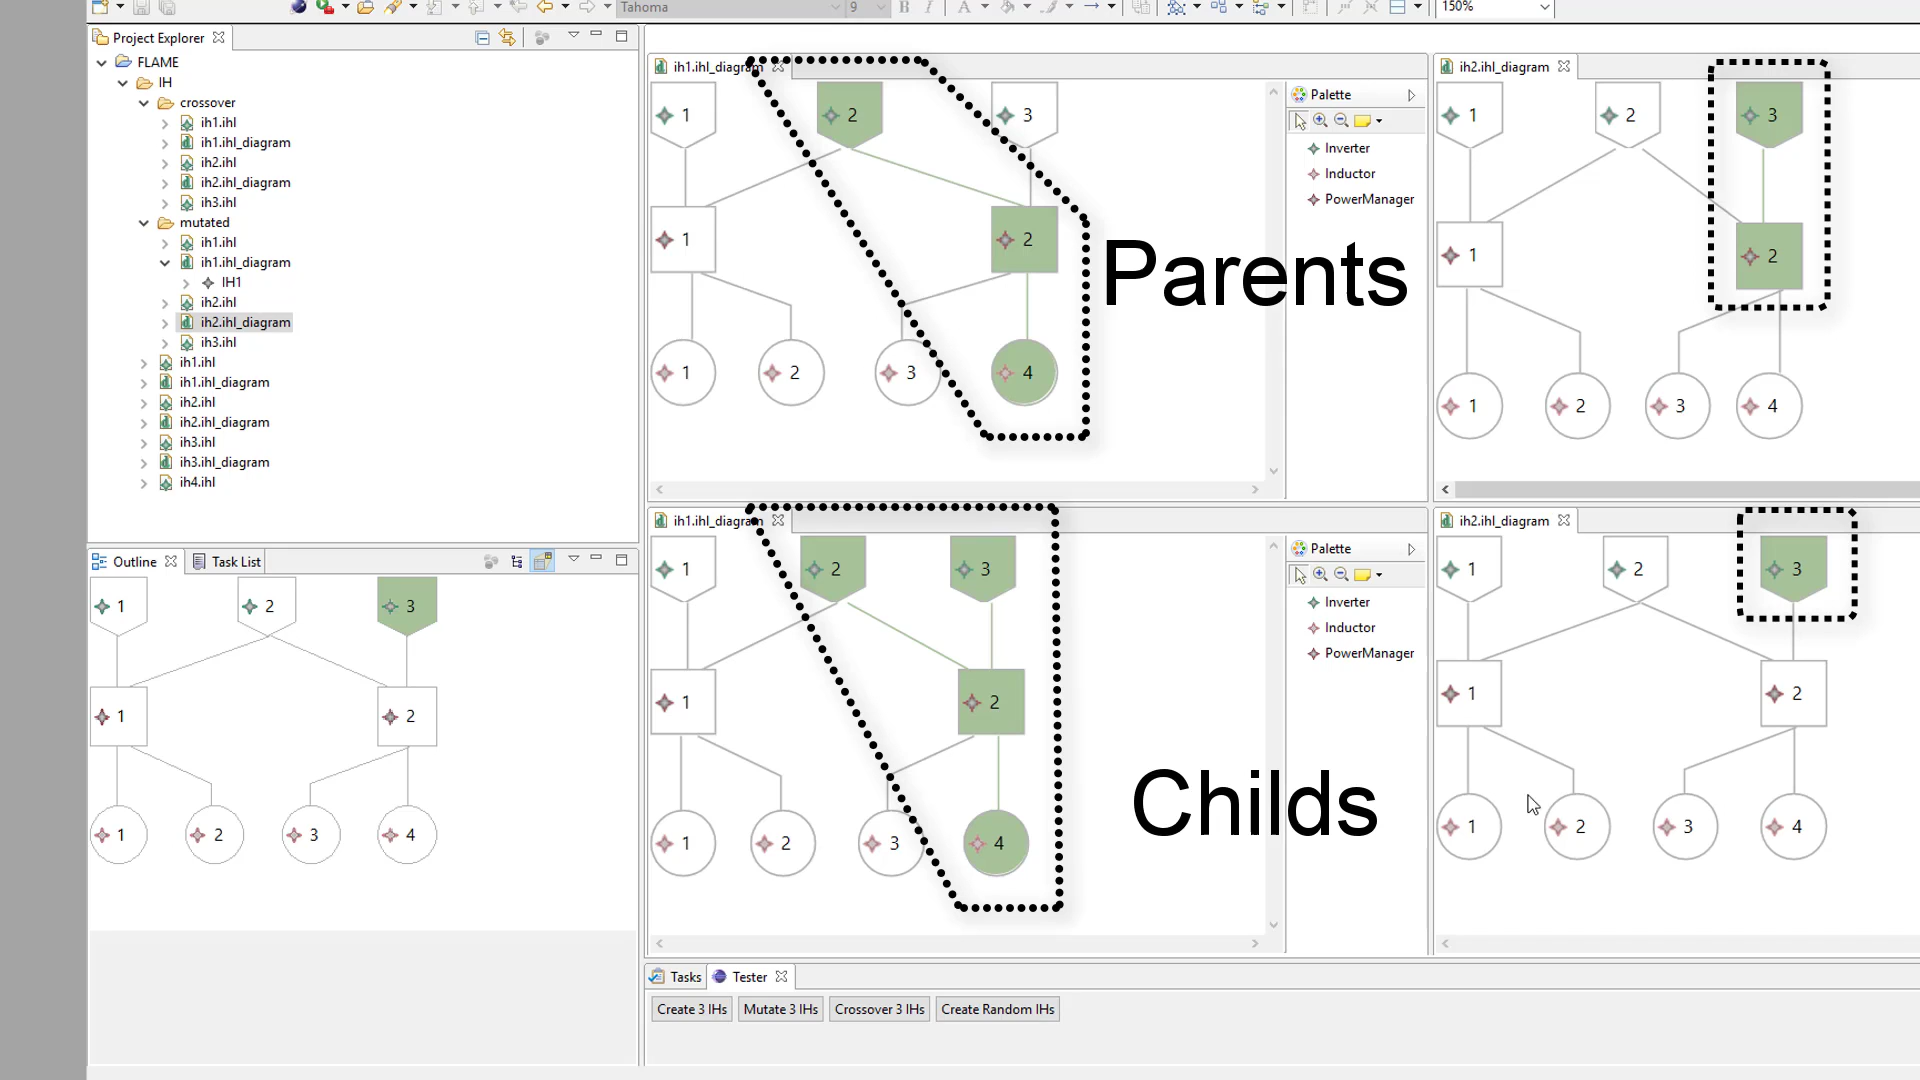 Tahoma 9 B I A 150%
Project Explorer
FLAME
IH
crossover
ih1.ihl
ih1.ihl_diagram
ih2.ihl
ih2.ihl_diagram
ih3.ihl
mutated
ih1.ihl
ih1.ihl_diagram
IH1
ih2.ihl
ih2.ihl_diagram
ih3.ihl
ih1.ihl
ih1.ihl_diagram
ih2.ihl
ih2.ihl_diagram
ih3.ihl
ih3.ihl_diagram
ih4.ihl
Outline Task List
1 2 3
1 2
1 2 3 4
ih1.ihl_diagram
1 2 3
1 2
1 2 3 4
Palette
Inverter
Inductor
PowerManager
Parents
ih2.ihl_diagram
1 2 3
1 2
1 2 3 4
ih1.ihl_diagram
1 2 3
1 2
1 2 3 4
Palette
Inverter
Inductor
PowerManager
Childs
ih2.ihl_diagram
1 2 3
1 2
1 2 3 4
Tasks Tester
Create 3 IHs Mutate 3 IHs Crossover 3 IHs Create Random IHs